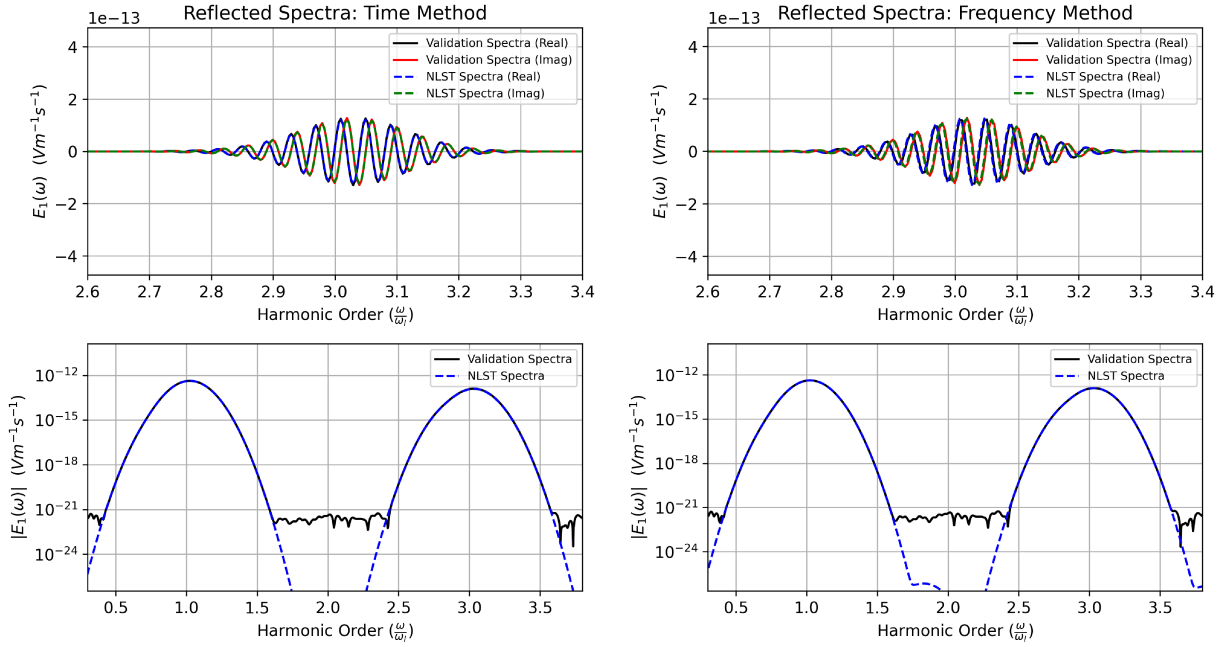 Reflected Spectra: Time Method
1e−13
Validation Spectra (Real)
Validation Spectra (Imag)
NLST Spectra (Real)
NLST Spectra (Imag)
4
2
0
−2
−4
E₁(ω) (Vm⁻¹s⁻¹)
2.6 2.7 2.8 2.9 3.0 3.1 3.2 3.3 3.4
Harmonic Order (ω/ωₗ)
Reflected Spectra: Frequency Method
1e−13
Validation Spectra (Real)
Validation Spectra (Imag)
NLST Spectra (Real)
NLST Spectra (Imag)
4
2
0
−2
−4
E₁(ω) (Vm⁻¹s⁻¹)
2.6 2.7 2.8 2.9 3.0 3.1 3.2 3.3 3.4
Harmonic Order (ω/ωₗ)
Validation Spectra
NLST Spectra
10⁻¹²
10⁻¹⁵
10⁻¹⁸
10⁻²¹
10⁻²⁴
|E₁(ω)| (Vm⁻¹s⁻¹)
0.5 1.0 1.5 2.0 2.5 3.0 3.5
Harmonic Order (ω/ωₗ)
Validation Spectra
NLST Spectra
10⁻¹²
10⁻¹⁵
10⁻¹⁸
10⁻²¹
10⁻²⁴
|E₁(ω)| (Vm⁻¹s⁻¹)
0.5 1.0 1.5 2.0 2.5 3.0 3.5
Harmonic Order (ω/ωₗ)